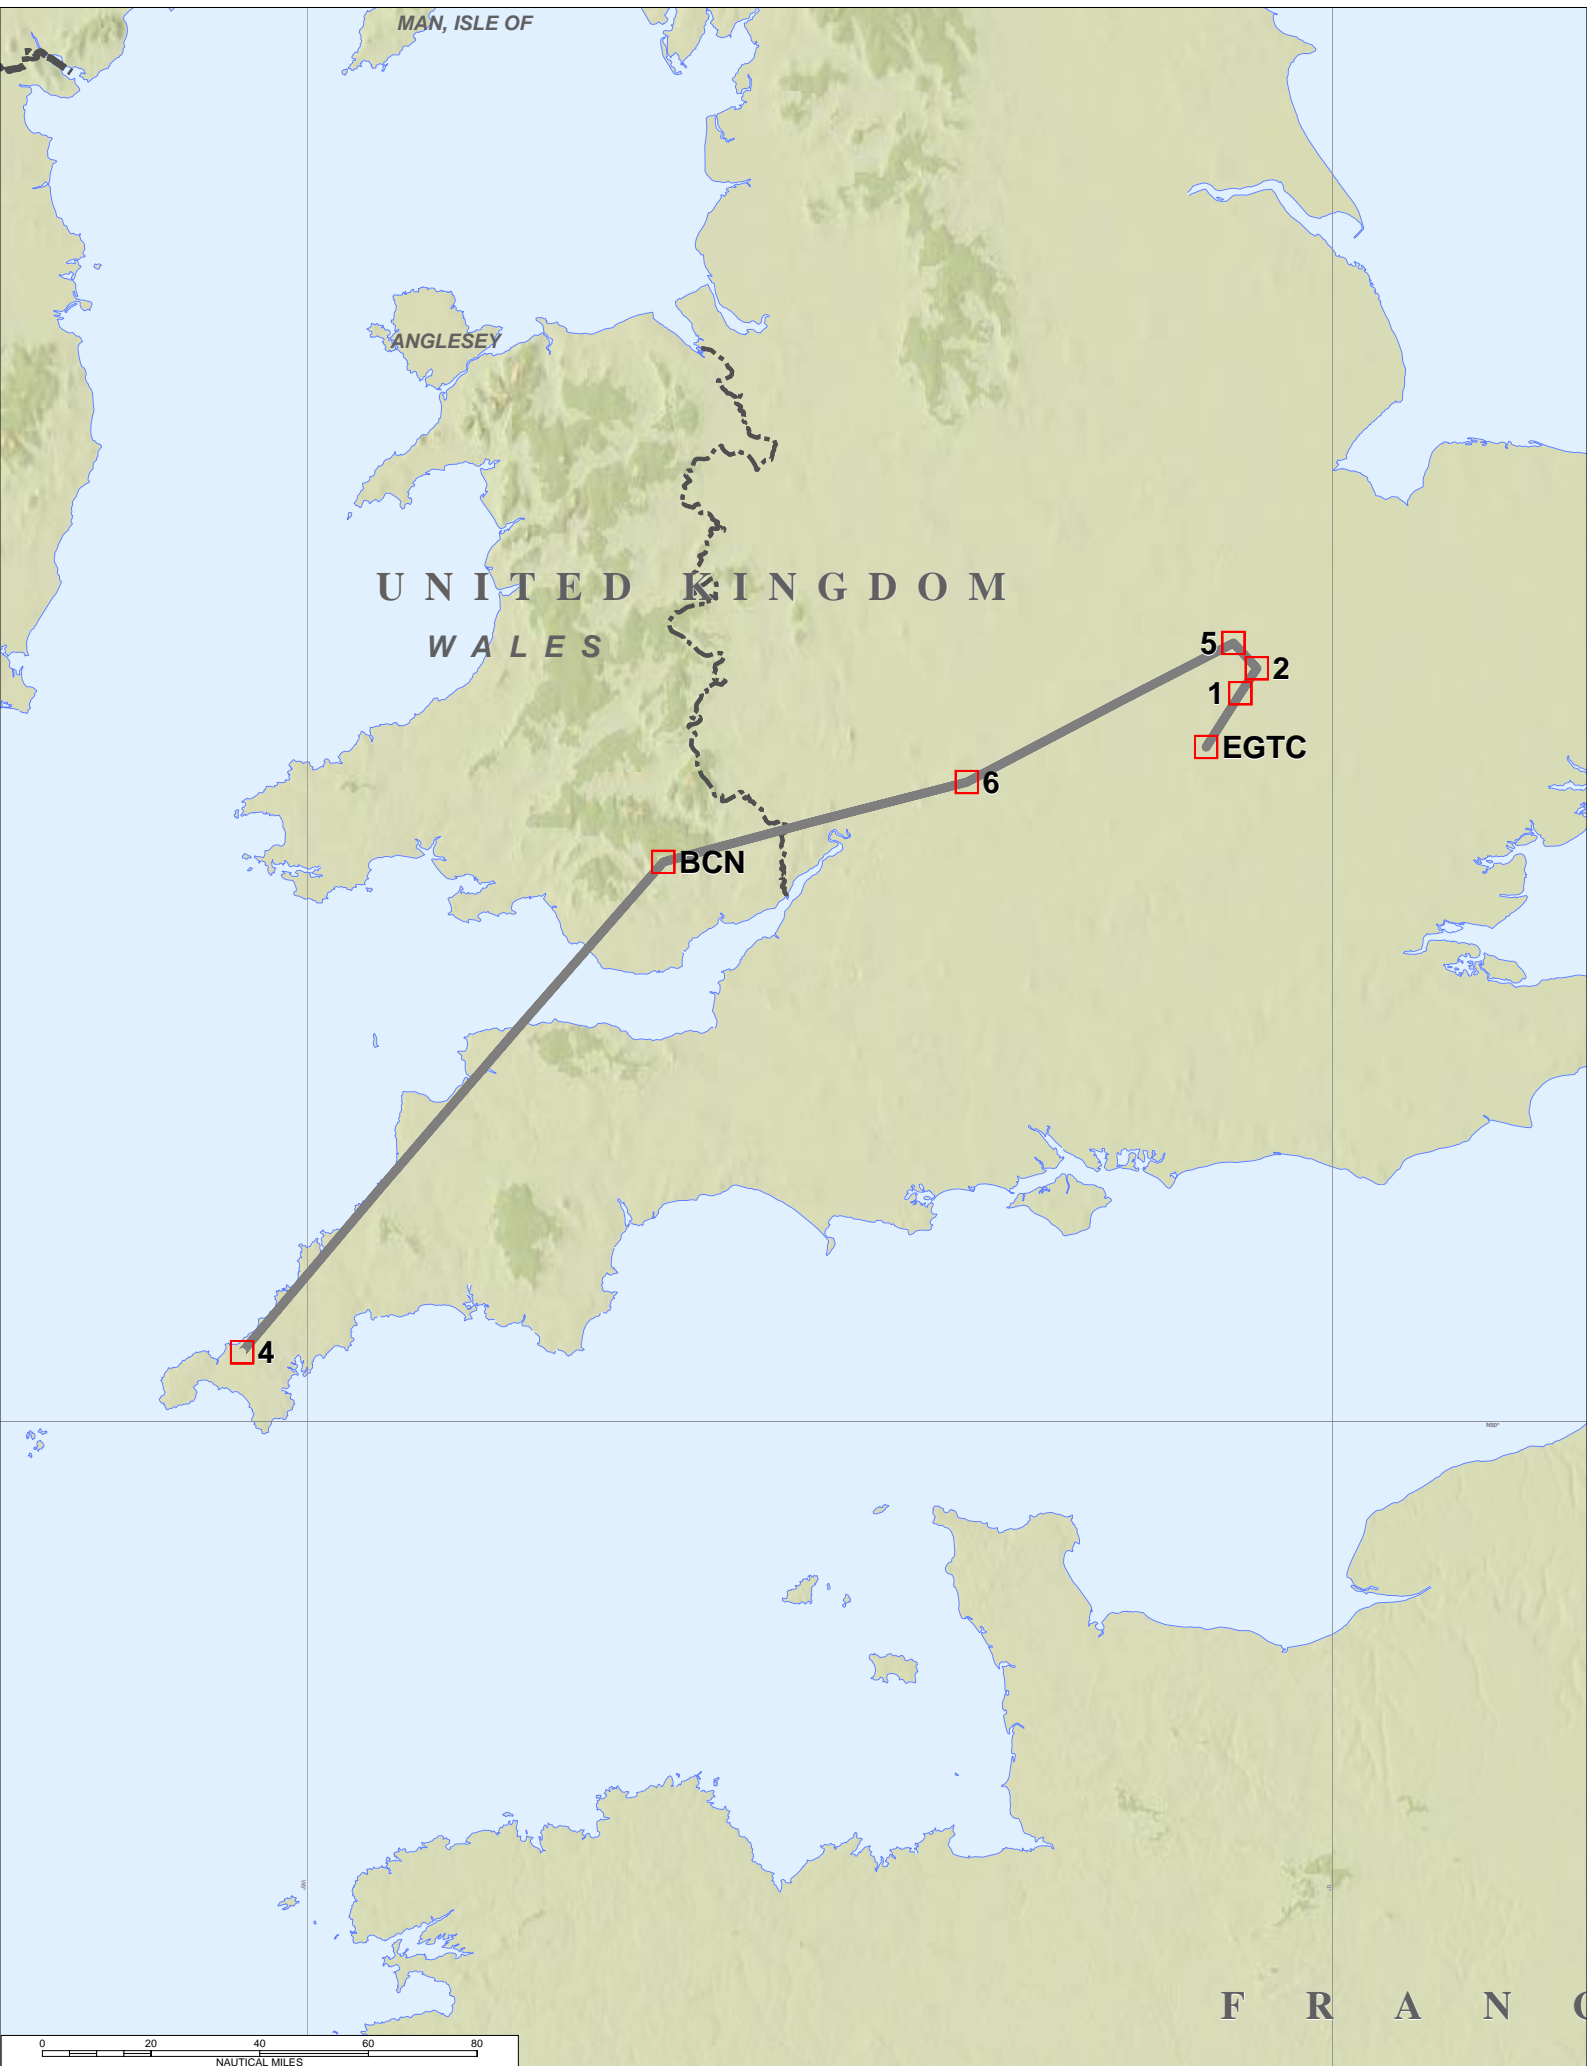 MAN, ISLE OF
ANGLESEY
UNITED KINGDOM
WALES
5
2
1
EGTC
6
BCN
4
N50°
FRANC
0 20 40 60 80
NAUTICAL MILES